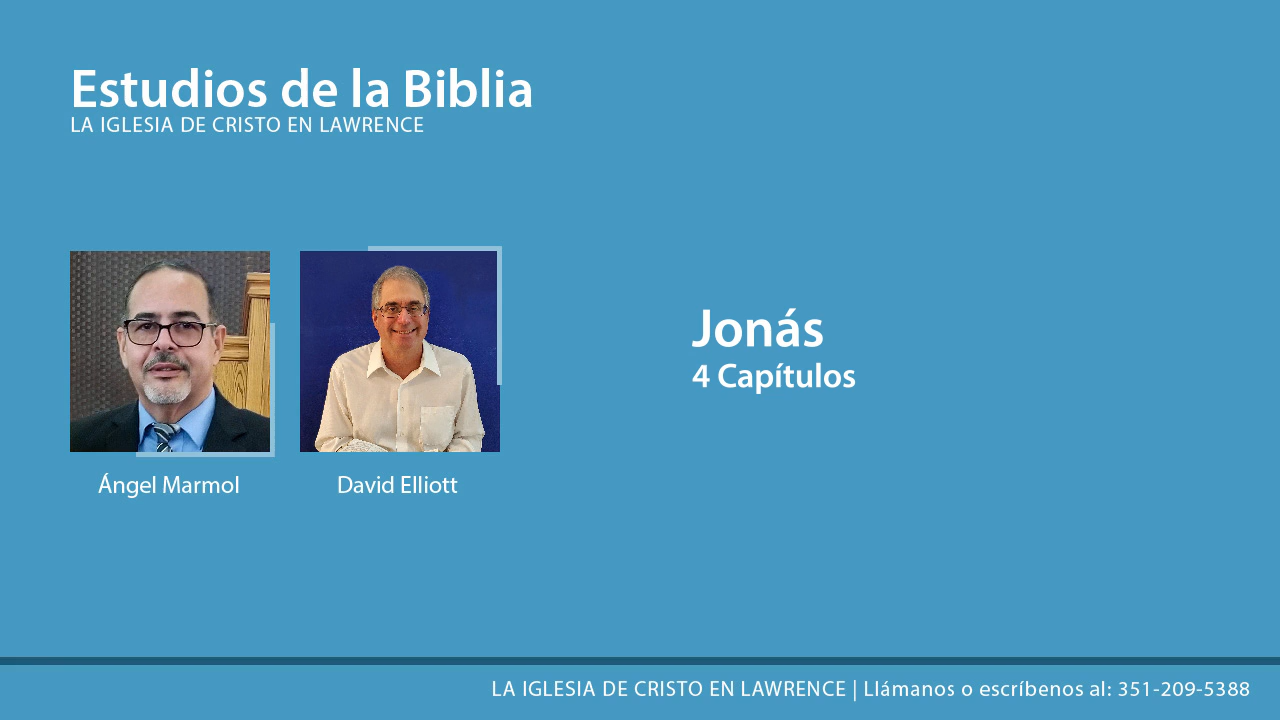 Estudios de la Biblia
LA IGLESIA DE CRISTO EN LAWRENCE
Ángel Marmol
David Elliott
Jonás
4 Capítulos
LA IGLESIA DE CRISTO EN LAWRENCE | Llámanos o escríbenos al: 351-209-5388